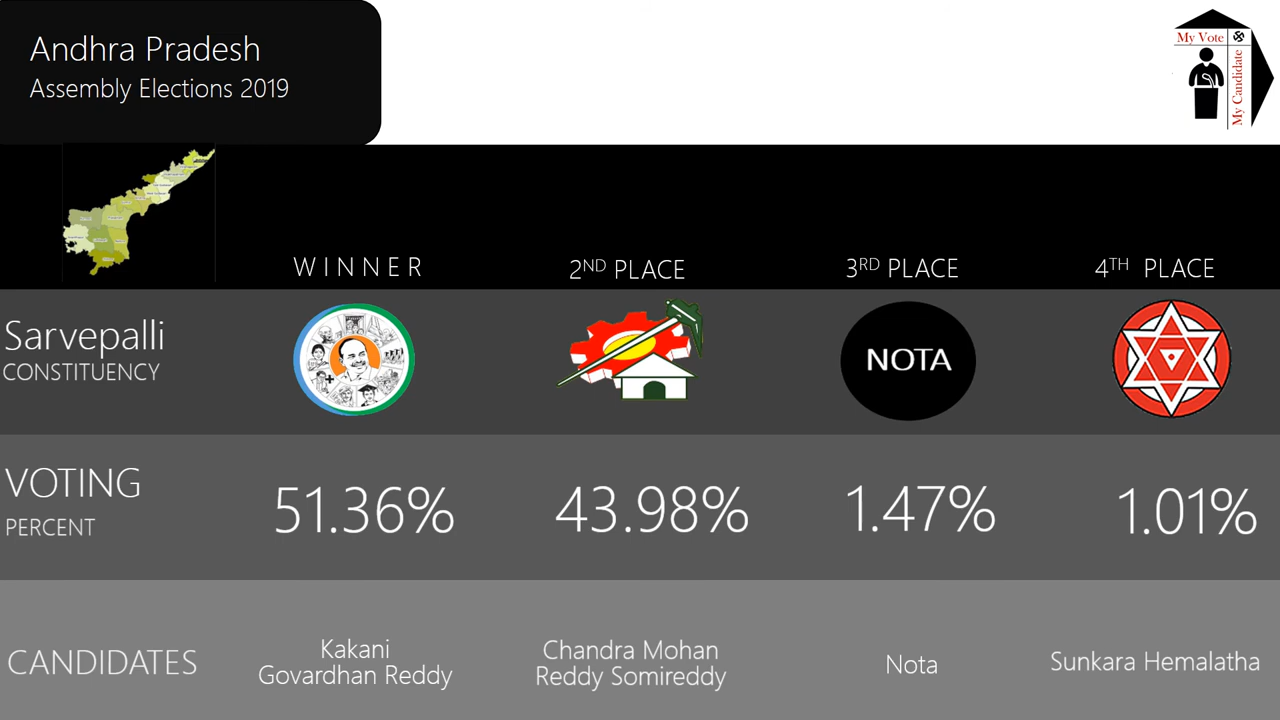 Andhra Pradesh
Assembly Elections 2019
My Vote
My Candidate
WINNER
2ND PLACE
3RD PLACE
4TH PLACE
Sarvepalli
CONSTITUENCY
NOTA
VOTING
PERCENT
51.36%
43.98%
1.47%
1.01%
CANDIDATES
Kakani
Govardhan Reddy
Chandra Mohan
Reddy Somireddy
Nota
Sunkara Hemalatha